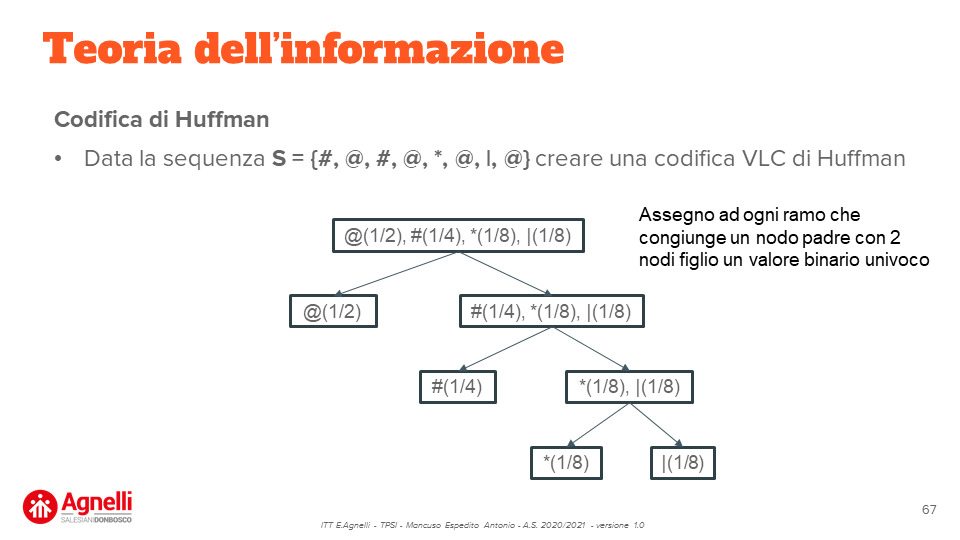 Teoria dell'informazione
Codifica di Huffman
• Data la sequenza S = {#, @, #, @, *, @, |, @} creare una codifica VLC di Huffman
Assegno ad ogni ramo che
congiunge un nodo padre con 2
nodi figlio un valore binario univoco
@(1/2), #(1/4), *(1/8), |(1/8)
@(1/2)
#(1/4), *(1/8), |(1/8)
#(1/4)
*(1/8), |(1/8)
*(1/8)
|(1/8)
Agnelli
SALESIANI DONBOSCO
67
ITT E.Agnelli - TPSI - Mancuso Espedito Antonio - A.S. 2020/2021 - versione 1.0